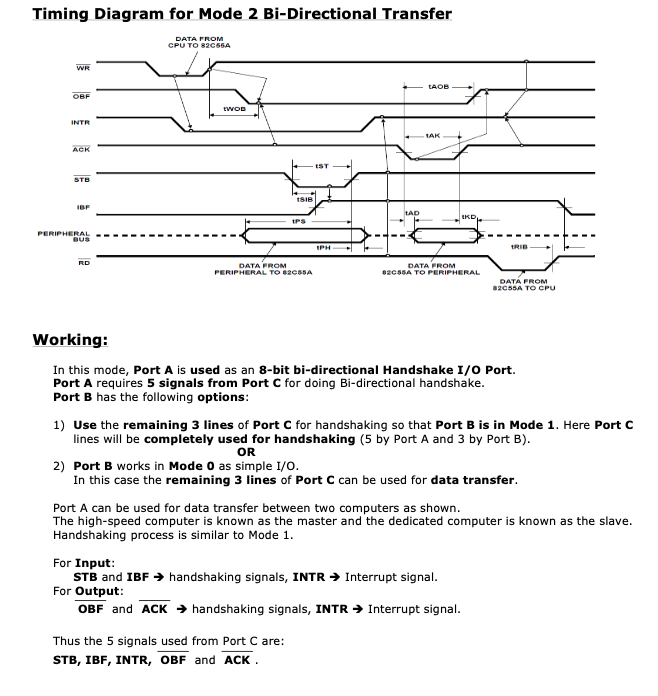 Timing Diagram for Mode 2 Bi-Directional Transfer
DATA FROM
CPU TO 82C55A
WR
OBF
tAOB
tWOB
INTR
tAK
ACK
tST
STB
tSIB
IBF
tAD
tKD
tPS
PERIPHERAL
BUS
tPH
tRIB
RD
DATA FROM
PERIPHERAL TO 82C55A
DATA FROM
82C55A TO PERIPHERAL
DATA FROM
82C55A TO CPU
Working:
In this mode, Port A is used as an 8-bit bi-directional Handshake I/O Port.
Port A requires 5 signals from Port C for doing Bi-directional handshake.
Port B has the following options:
1) Use the remaining 3 lines of Port C for handshaking so that Port B is in Mode 1. Here Port C
lines will be completely used for handshaking (5 by Port A and 3 by Port B).
OR
2) Port B works in Mode 0 as simple I/O.
In this case the remaining 3 lines of Port C can be used for data transfer.
Port A can be used for data transfer between two computers as shown.
The high-speed computer is known as the master and the dedicated computer is known as the slave.
Handshaking process is similar to Mode 1.
For Input:
STB and IBF ➔ handshaking signals, INTR ➔ Interrupt signal.
For Output:
OBF and ACK ➔ handshaking signals, INTR ➔ Interrupt signal.
Thus the 5 signals used from Port C are:
STB, IBF, INTR, OBF and ACK .